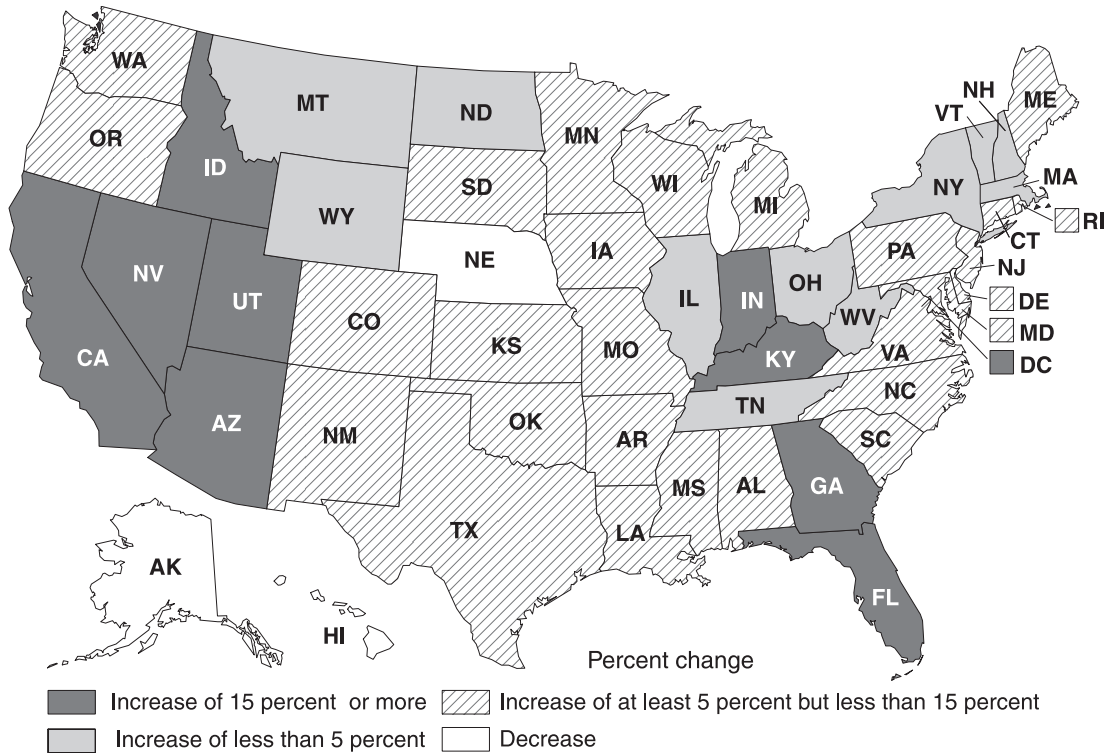 WA
MT
ND
MN
VT
NH
ME
OR
ID
SD
WI
MI
NY
MA
WY
RI
CT
NE
IA
PA
NJ
NV
UT
CO
IL
IN
OH
DE
CA
KS
MO
WV
MD
KY
VA
DC
AZ
NM
OK
AR
TN
NC
SC
MS
AL
GA
TX
LA
AK
FL
HI
Percent change
Increase of 15 percent or more
Increase of at least 5 percent but less than 15 percent
Increase of less than 5 percent
Decrease